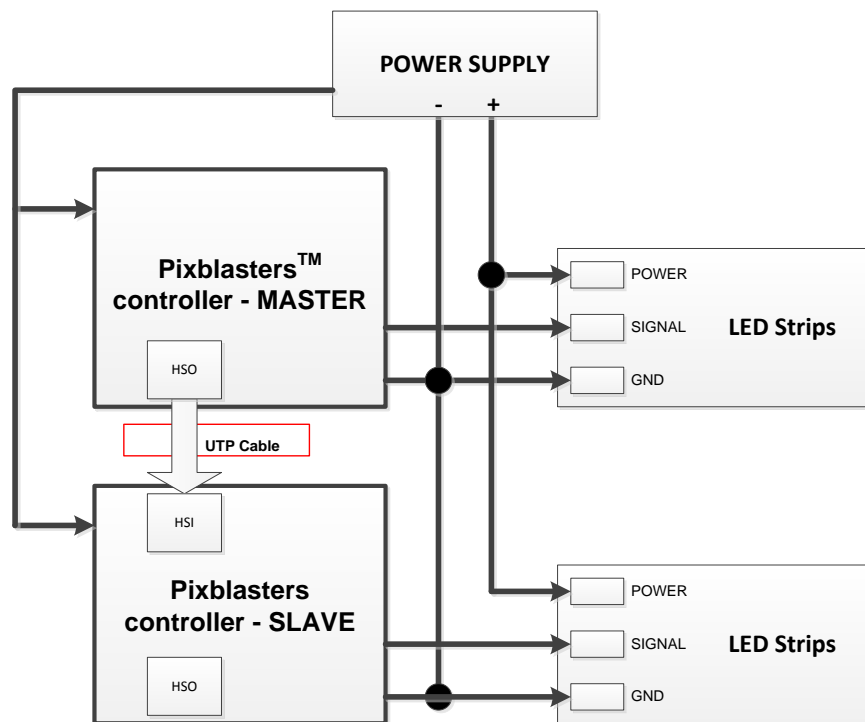 POWER SUPPLY
- +
Pixblasters™
controller - MASTER
HSO
UTP Cable
POWER
SIGNAL
GND
LED Strips
HSI
Pixblasters
controller - SLAVE
HSO
POWER
SIGNAL
GND
LED Strips